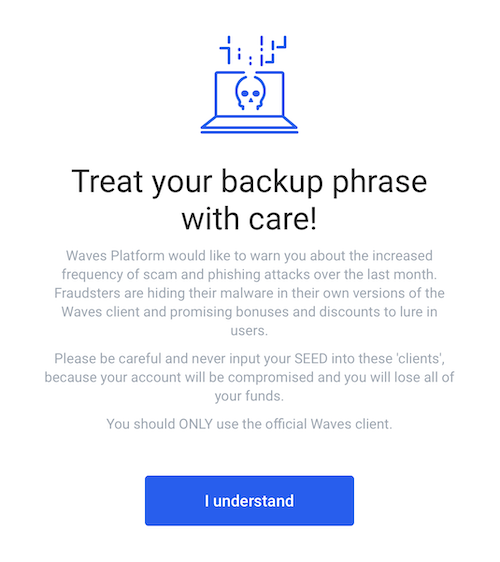 Treat your backup phrase
with care!
Waves Platform would like to warn you about the increased
frequency of scam and phishing attacks over the last month.
Fraudsters are hiding their malware in their own versions of the
Waves client and promising bonuses and discounts to lure in
users.
Please be careful and never input your SEED into these 'clients',
because your account will be compromised and you will lose all of
your funds.
You should ONLY use the official Waves client.
I understand